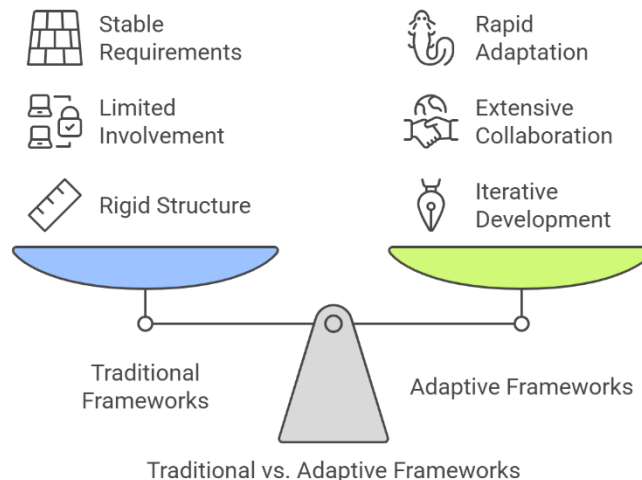 Stable
Requirements
Rapid
Adaptation
Limited
Involvement
Extensive
Collaboration
Rigid Structure
Iterative
Development
Traditional
Frameworks
Adaptive Frameworks
Traditional vs. Adaptive Frameworks